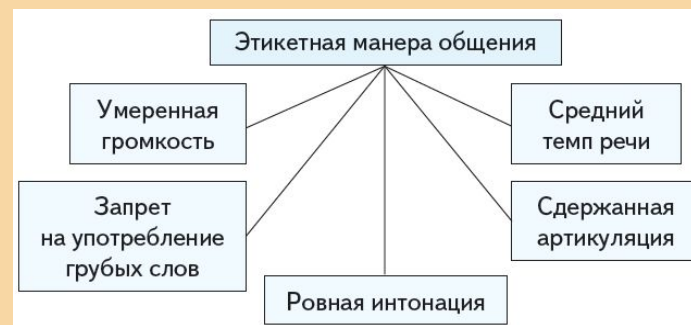 Этикетная манера общения
Умеренная
громкость
Средний
темп речи
Запрет
на употребление
грубых слов
Сдержанная
артикуляция
Ровная интонация